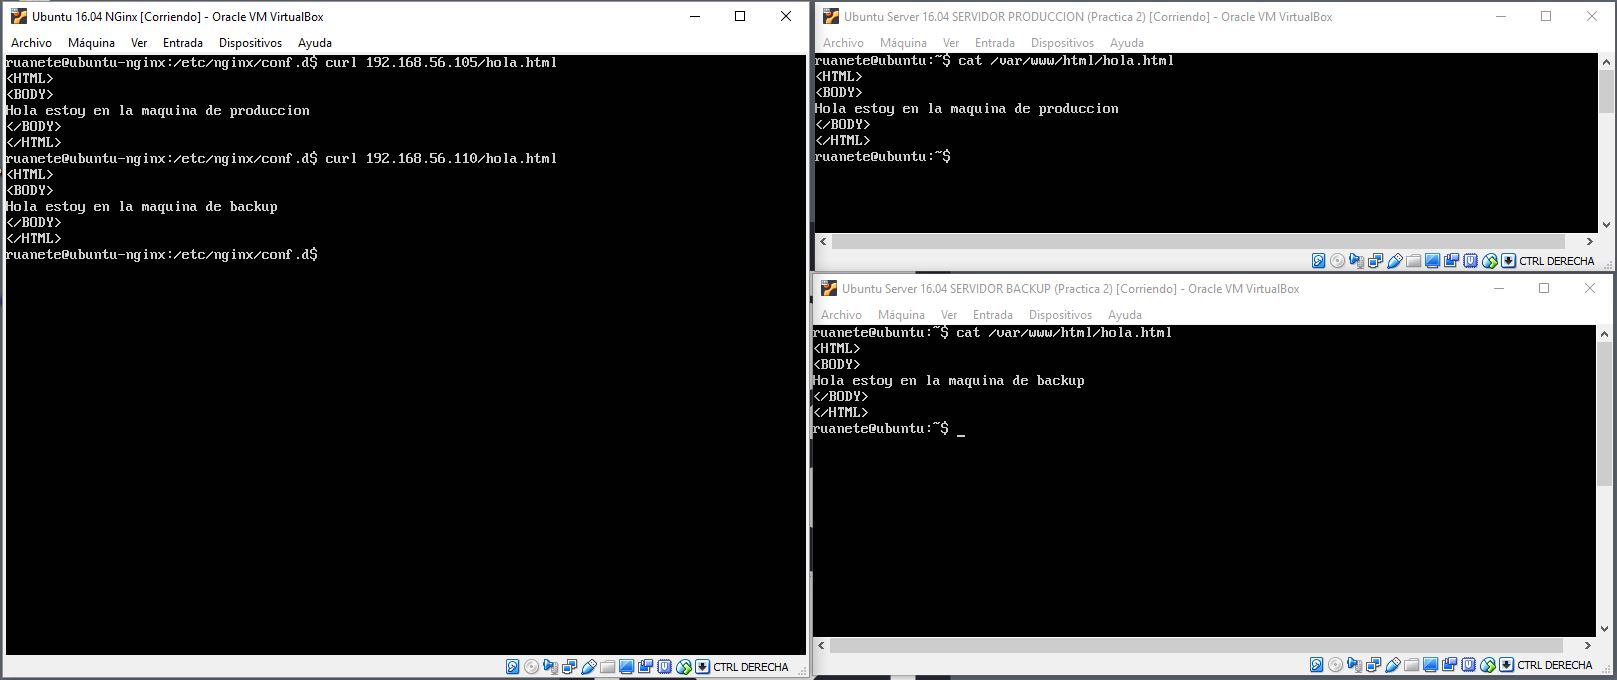 Ubuntu 16.04 NGinx [Corriendo] - Oracle VM VirtualBox
Archivo Máquina Ver Entrada Dispositivos Ayuda
ruanete@ubuntu-nginx:/etc/nginx/conf.d$ curl 192.168.56.105/hola.html
<HTML>
<BODY>
Hola estoy en la maquina de produccion
</BODY>
</HTML>
ruanete@ubuntu-nginx:/etc/nginx/conf.d$ curl 192.168.56.110/hola.html
<HTML>
<BODY>
Hola estoy en la maquina de backup
</BODY>
</HTML>
ruanete@ubuntu-nginx:/etc/nginx/conf.d$
CTRL DERECHA
Ubuntu Server 16.04 SERVIDOR PRODUCCION (Practica 2) [Corriendo] - Oracle VM VirtualBox
Archivo Máquina Ver Entrada Dispositivos Ayuda
ruanete@ubuntu:~$ cat /var/www/html/hola.html
<HTML>
<BODY>
Hola estoy en la maquina de produccion
</BODY>
</HTML>
ruanete@ubuntu:~$
CTRL DERECHA
Ubuntu Server 16.04 SERVIDOR BACKUP (Practica 2) [Corriendo] - Oracle VM VirtualBox
Archivo Máquina Ver Entrada Dispositivos Ayuda
ruanete@ubuntu:~$ cat /var/www/html/hola.html
<HTML>
<BODY>
Hola estoy en la maquina de backup
</BODY>
</HTML>
ruanete@ubuntu:~$ _
CTRL DERECHA